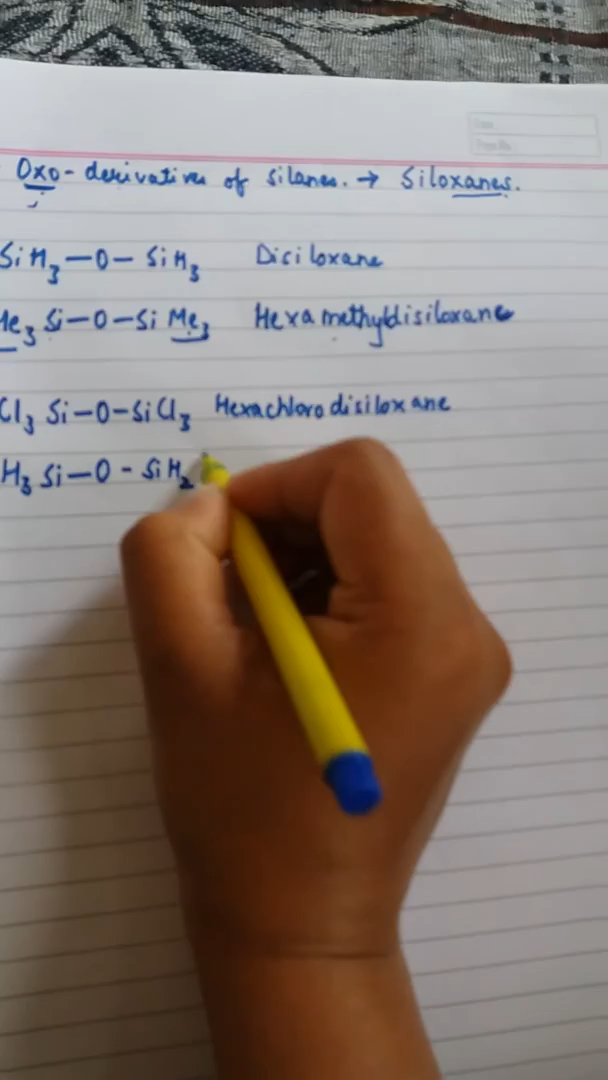 Oxo-derivatives of silanes. → Siloxanes.
SiH3—O—SiH3 Disiloxane
Me3 Si—O—Si Me3 Hexamethyldisiloxane
Cl3 Si—O—SiCl3 Hexachlorodisiloxane
H3 Si—O-SiH2